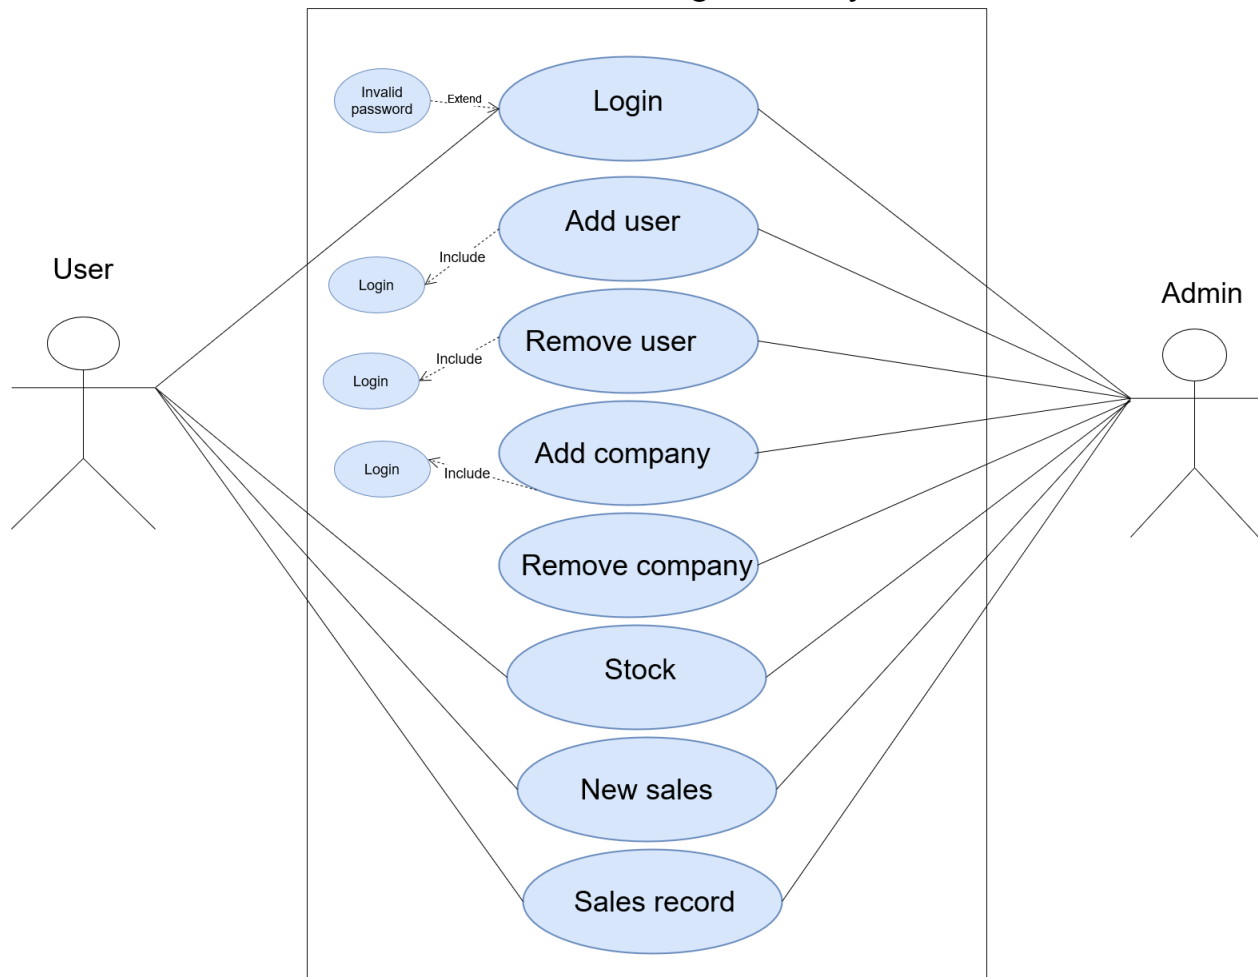 Invalid
password
Extend
Login
Add user
Include
Login
User
Admin
Remove user
Include
Login
Add company
Include
Login
Remove company
Stock
New sales
Sales record